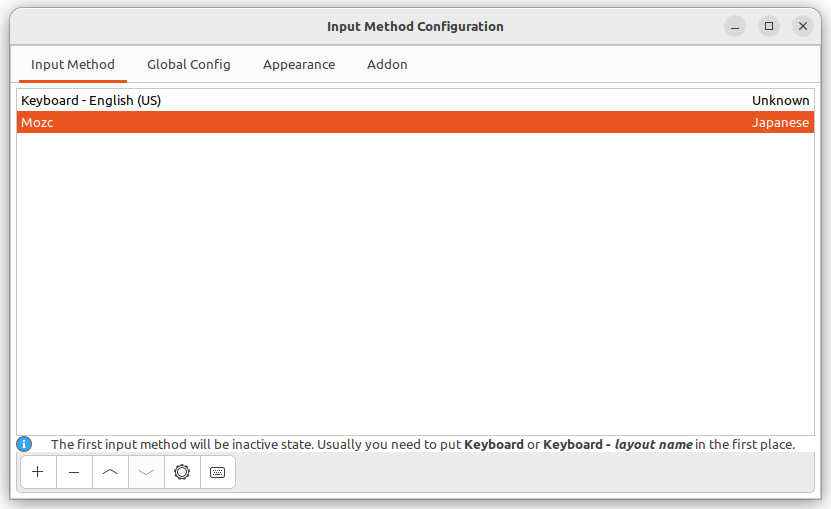 Input Method Configuration
Input Method Global Config Appearance Addon
Keyboard - English (US) Unknown
Mozc Japanese
The first input method will be inactive state. Usually you need to put Keyboard or Keyboard - layout name in the first place.